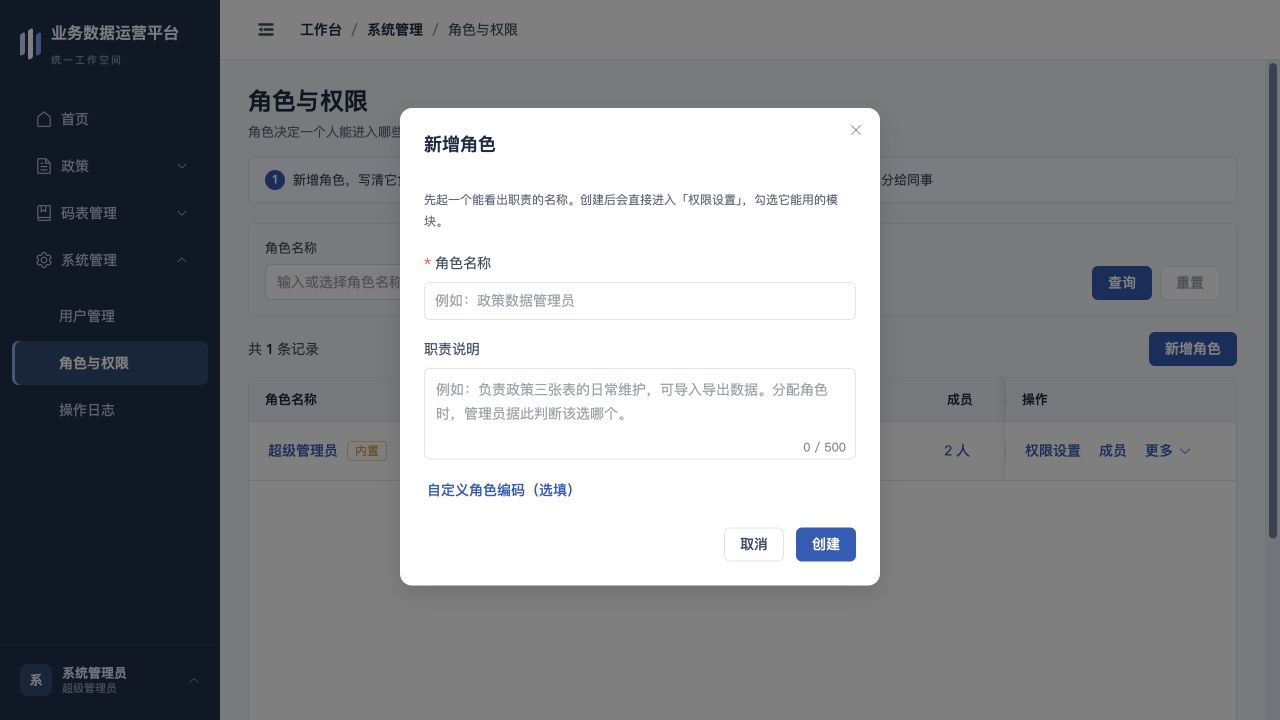 业务数据运营平台
统一工作空间
首页
政策
码表管理
系统管理
用户管理
角色与权限
操作日志
系
系统管理员
超级管理员
工作台 / 系统管理 / 角色与权限
角色与权限
角色决定一个人能进入哪些
1 新增角色，写清它
分给同事
角色名称
输入或选择角色名称
查询 重置
共 1 条记录
新增角色
角色名称 成员 操作
超级管理员 内置 2 人 权限设置 成员 更多
新增角色
先起一个能看出职责的名称。创建后会直接进入「权限设置」，勾选它能用的模
块。
* 角色名称
例如：政策数据管理员
职责说明
例如：负责政策三张表的日常维护，可导入导出数据。分配角色
时，管理员据此判断该选哪个。
0 / 500
自定义角色编码（选填）
取消 创建